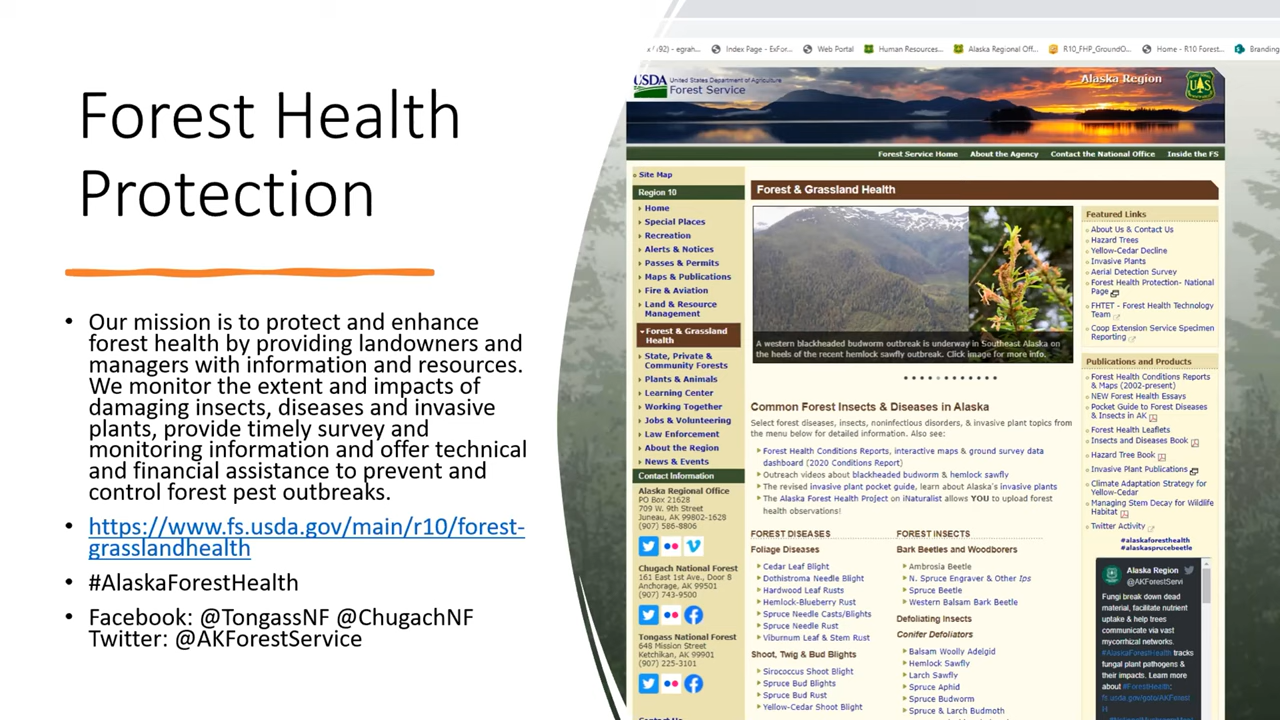 Forest Health
Protection
• Our mission is to protect and enhance
forest health by providing landowners and
managers with information and resources.
We monitor the extent and impacts of
damaging insects, diseases and invasive
plants, provide timely survey and
monitoring information and offer technical
and financial assistance to prevent and
control forest pest outbreaks.
• https://www.fs.usda.gov/main/r10/forest-
grasslandhealth
• #AlaskaForestHealth
• Facebook: @TongassNF @ChugachNF
Twitter: @AKForestService
Index Page - ExFor... Web Portal Human Resources... Alaska Regional Off... R10_FHP_GroundO... Home - R10 Forest... Branding
USDA United States Department of Agriculture
Forest Service
Alaska Region
UAS
Forest Service Home About the Agency Contact the National Office Inside the FS
Site Map
Region 10
Home
Special Places
Recreation
Alerts & Notices
Passes & Permits
Maps & Publications
Fire & Aviation
Land & Resource
Management
Forest & Grassland
Health
State, Private &
Community Forests
Plants & Animals
Learning Center
Working Together
Jobs & Volunteering
Law Enforcement
About the Region
News & Events
Contact Information
Alaska Regional Office
PO Box 21628
709 W. 9th Street
Juneau, AK 99802-1628
(907) 586-8806
Chugach National Forest
161 East 1st Ave., Door 8
Anchorage, AK 99501
(907) 743-9500
Tongass National Forest
648 Mission Street
Ketchikan, AK 99901
(907) 225-3101
Forest & Grassland Health
A western blackheaded budworm outbreak is underway in Southeast Alaska on
the heels of the recent hemlock sawfly outbreak. Click image for more info.
Common Forest Insects & Diseases in Alaska
Select forest diseases, insects, noninfectious disorders, & invasive plant topics from
the menu below for detailed information. Also see:
Forest Health Conditions Reports, interactive maps & ground survey data
dashboard (2020 Conditions Report)
Outreach videos about blackheaded budworm & hemlock sawfly
The revised invasive plant pocket guide, learn about Alaska's invasive plants
The Alaska Forest Health Project on iNaturalist allows YOU to upload forest
health observations!
FOREST DISEASES
Foliage Diseases
Cedar Leaf Blight
Dothistroma Needle Blight
Hardwood Leaf Rusts
Hemlock-Blueberry Rust
Spruce Needle Casts/Blights
Spruce Needle Rust
Viburnum Leaf & Stem Rust
Shoot, Twig & Bud Blights
Sirococcus Shoot Blight
Spruce Bud Blights
Spruce Bud Rust
Yellow-Cedar Shoot Blight
FOREST INSECTS
Bark Beetles and Woodborers
Ambrosia Beetle
N. Spruce Engraver & Other Ips
Spruce Beetle
Western Balsam Bark Beetle
Defoliating Insects
Conifer Defoliators
Balsam Woolly Adelgid
Hemlock Sawfly
Larch Sawfly
Spruce Aphid
Spruce Budworm
Spruce & Larch Budmoth
Featured Links
About Us & Contact Us
Hazard Trees
Yellow-Cedar Decline
Invasive Plants
Aerial Detection Survey
Forest Health Protection- National
Page
FHTET - Forest Health Technology
Team
Coop Extension Service Specimen
Reporting
Publications and Products
Forest Health Conditions Reports
& Maps (2002-present)
NEW Forest Health Essays
Pocket Guide to Forest Diseases
& Insects in AK
Forest Health Leaflets
Insects and Diseases Book
Hazard Tree Book
Invasive Plant Publications
Climate Adaptation Strategy for
Yellow-Cedar
Managing Stem Decay for Wildlife
Habitat
Twitter Activity
#alaskaforesthealth
#alaskasprucebeetle
Alaska Region
@AKForestServi
Fungi break down dead
material, facilitate nutrient
uptake & help trees
communicate via vast
mycorrhizal networks.
#AlaskaForestHealth tracks
fungal plant pathogens &
their impacts. Learn more
about